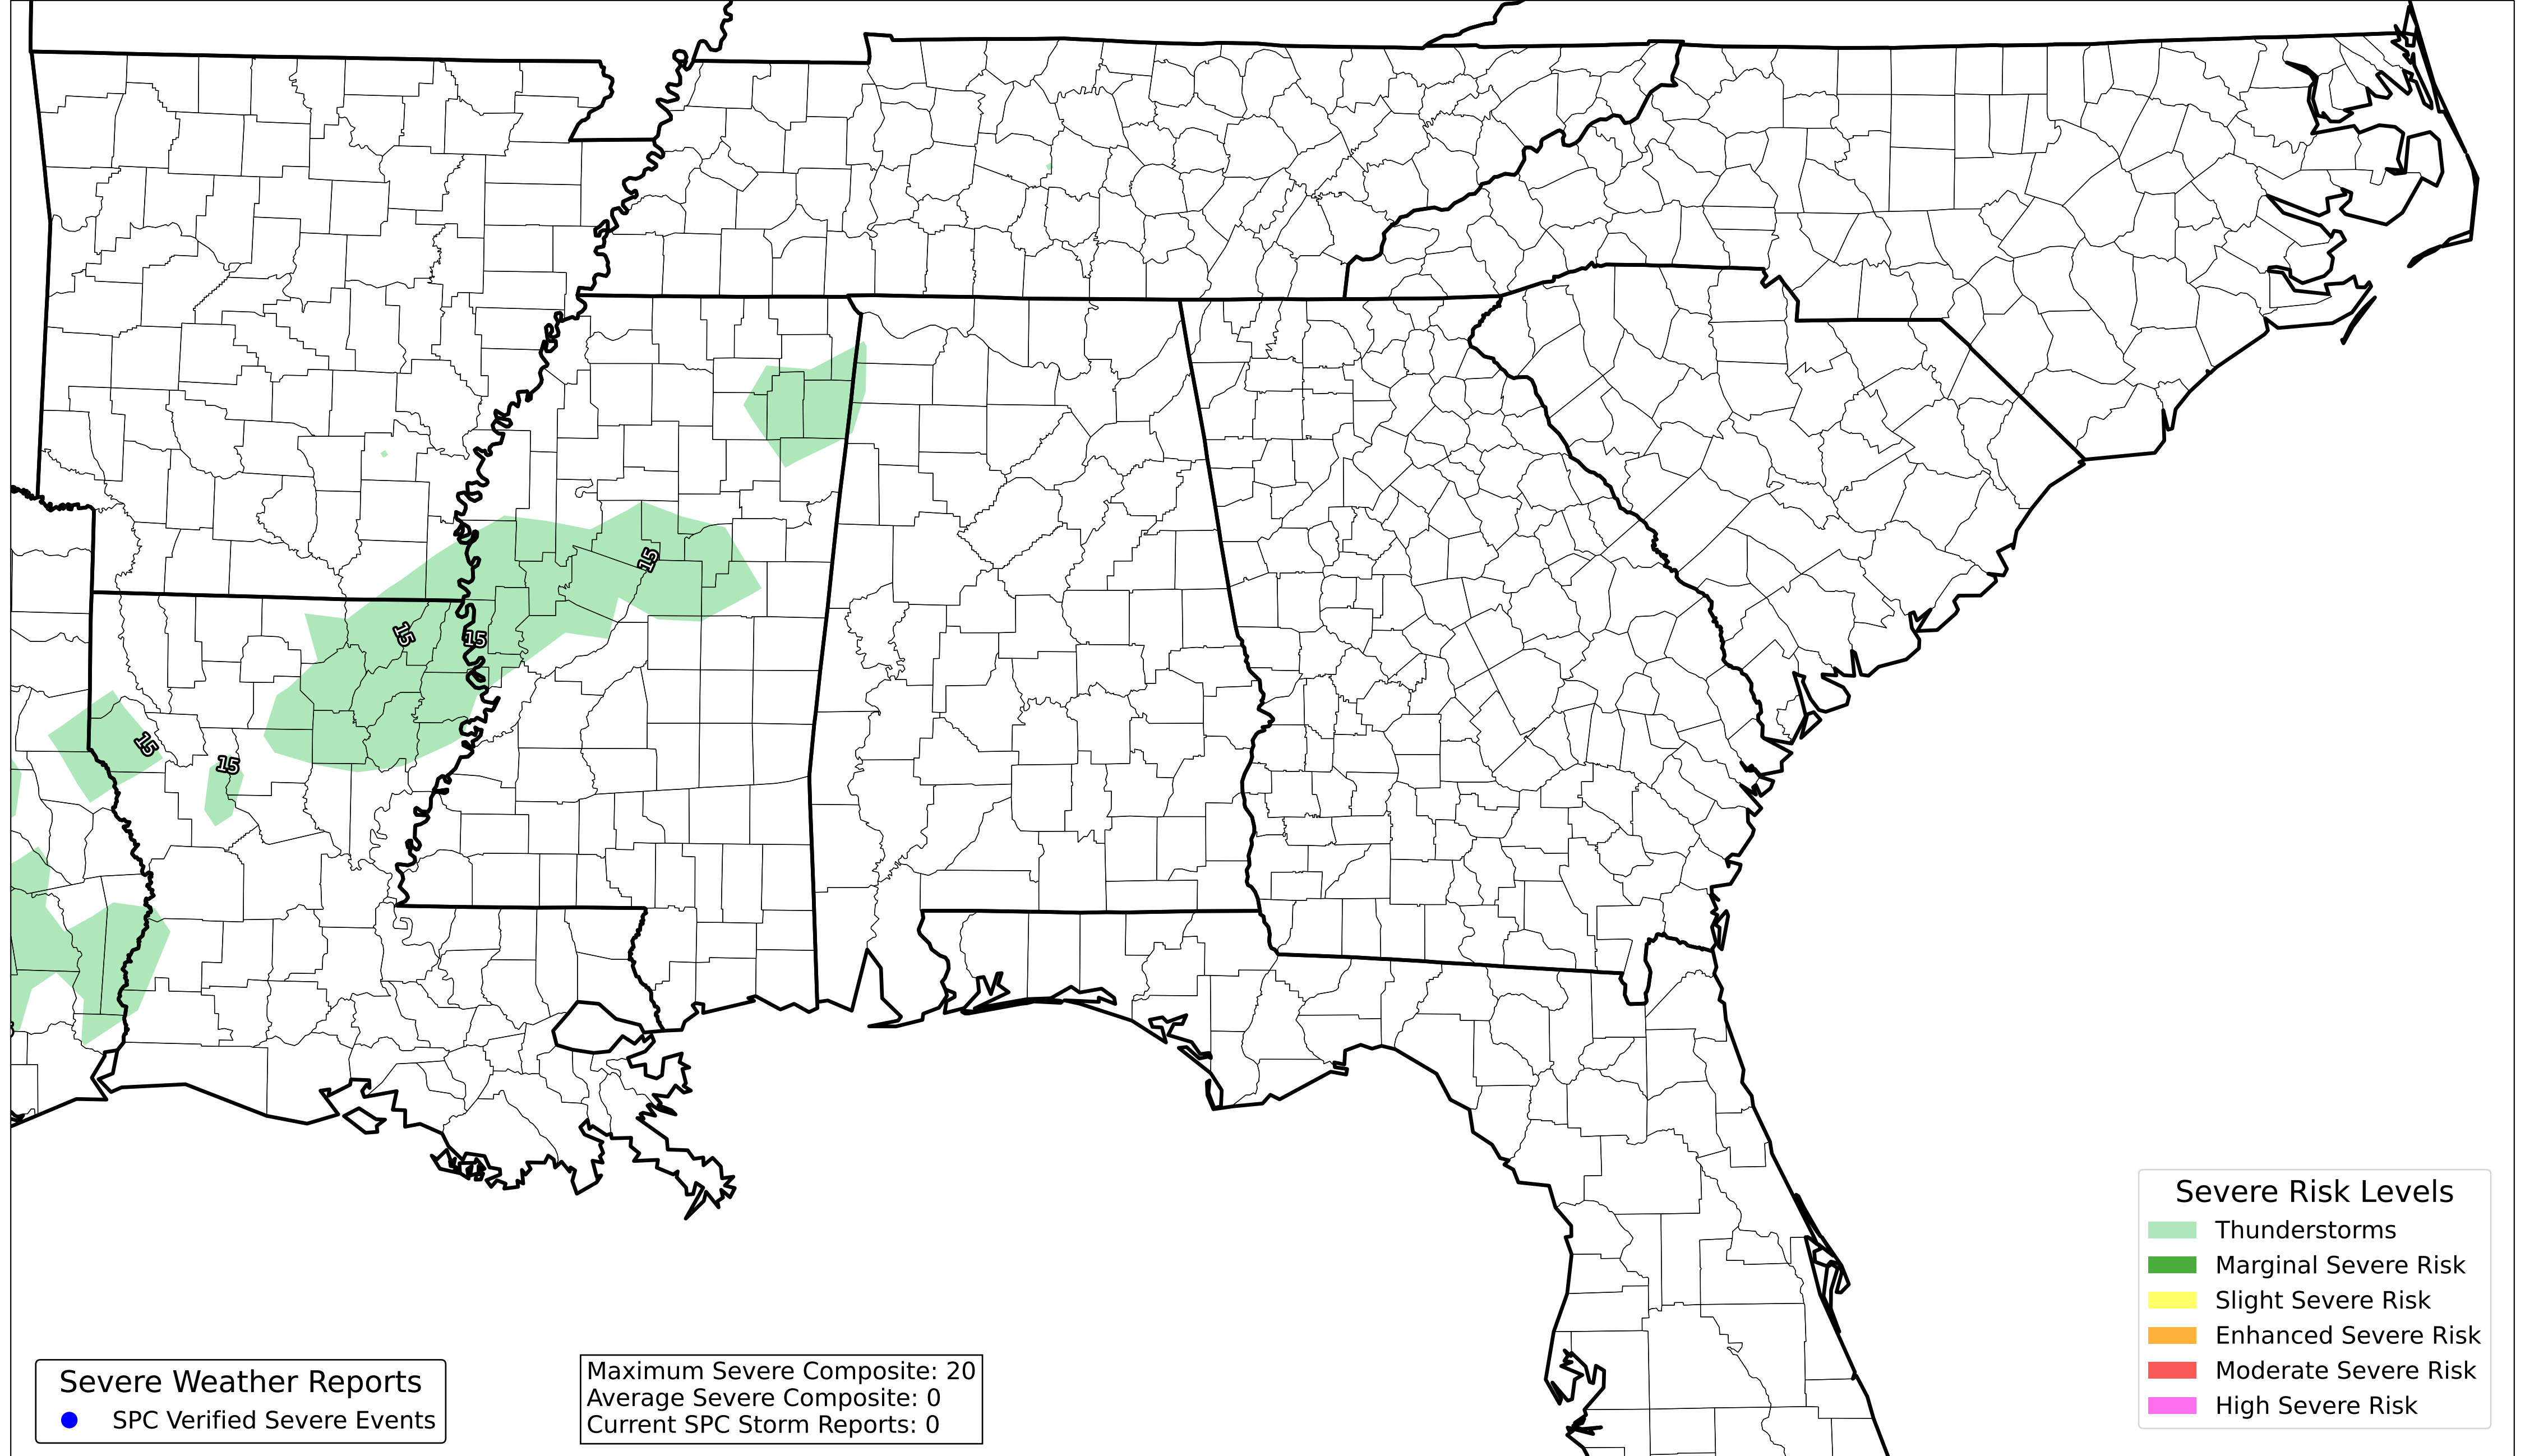 15
15
15
15
15
Severe Risk Levels
Thunderstorms
Marginal Severe Risk
Slight Severe Risk
Enhanced Severe Risk
Moderate Severe Risk
High Severe Risk
Severe Weather Reports
SPC Verified Severe Events
Maximum Severe Composite: 20
Average Severe Composite: 0
Current SPC Storm Reports: 0